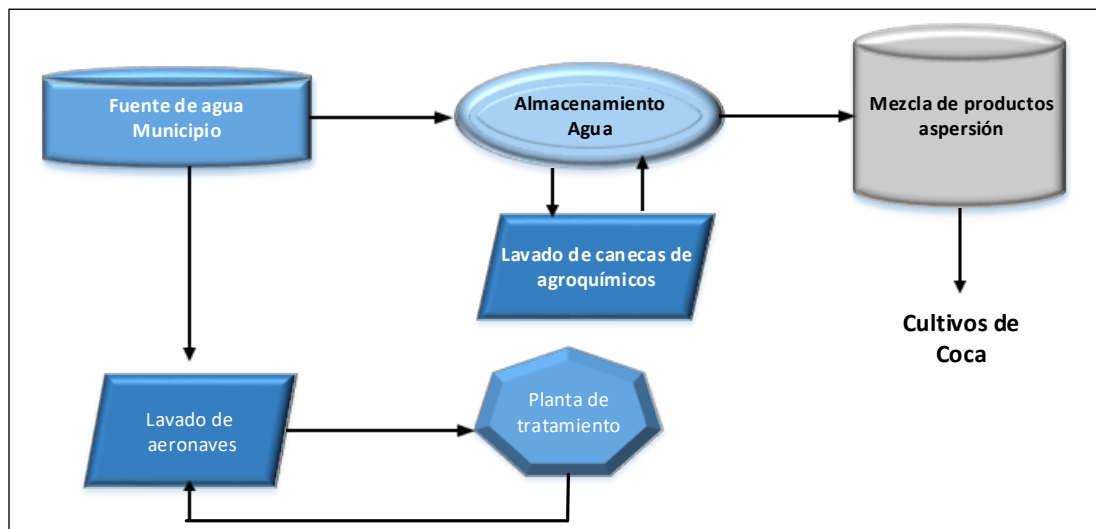 Fuente de agua
Municipio
Almacenamiento
Agua
Mezcla de productos
aspersión
Lavado de canecas de
agroquímicos
Cultivos de
Coca
Lavado de
aeronaves
Planta de
tratamiento